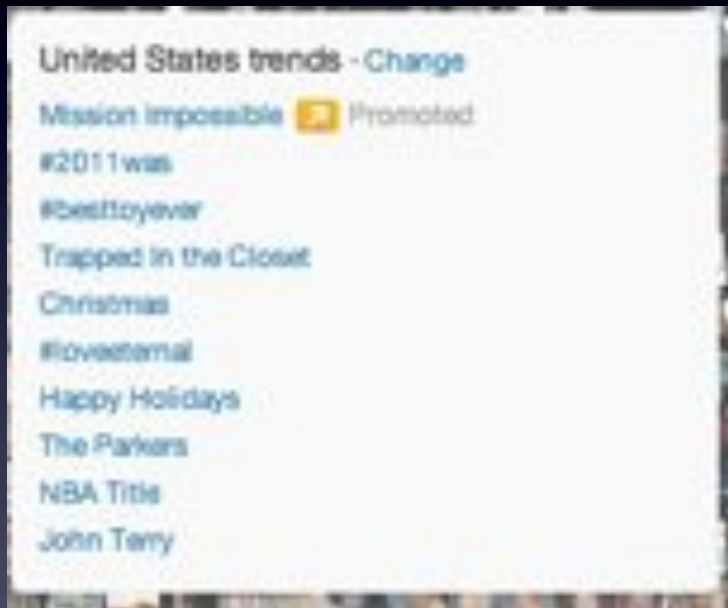 United States trends · Change
Mission Impossible Promoted
#2011was
#besttoyever
Trapped In the Closet
Christmas
#loveeternal
Happy Holidays
The Parkers
NBA Title
John Terry